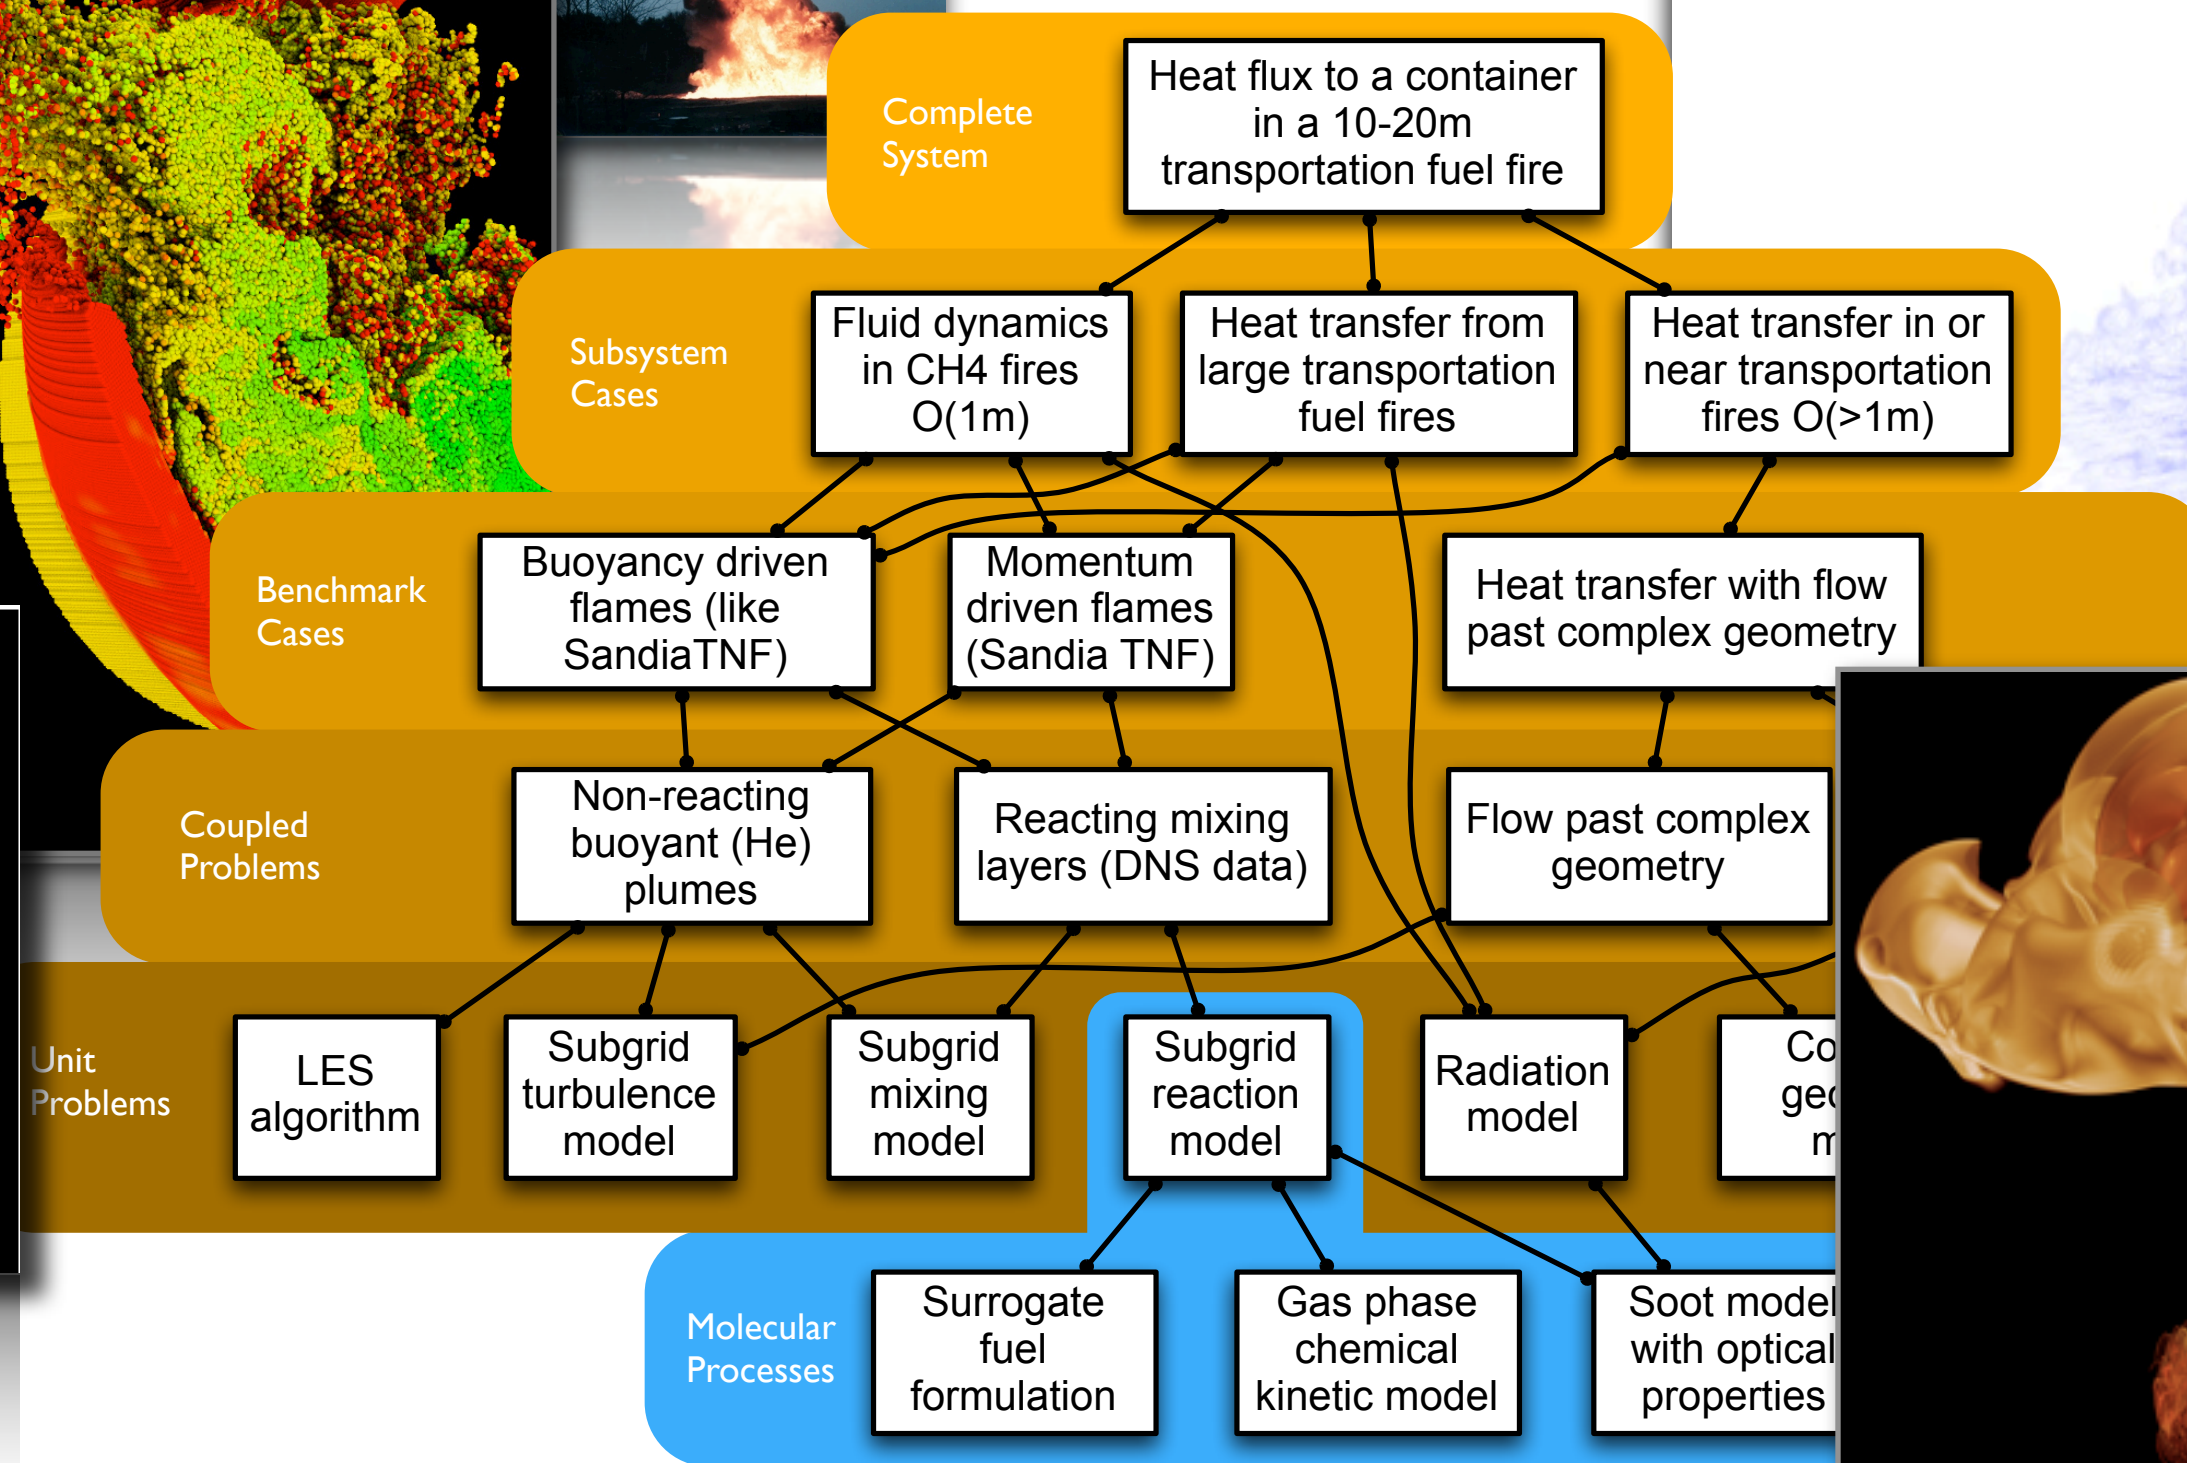 Complete
System
Heat flux to a container
in a 10-20m
transportation fuel fire
Subsystem
Cases
Fluid dynamics
in CH4 fires
O(1m)
Heat transfer from
large transportation
fuel fires
Heat transfer in or
near transportation
fires O(>1m)
Benchmark
Cases
Buoyancy driven
flames (like
SandiaTNF)
Momentum
driven flames
(Sandia TNF)
Heat transfer with flow
past complex geometry
Coupled
Problems
Non-reacting
buoyant (He)
plumes
Reacting mixing
layers (DNS data)
Flow past complex
geometry
Unit
Problems
LES
algorithm
Subgrid
turbulence
model
Subgrid
mixing
model
Subgrid
reaction
model
Radiation
model
Molecular
Processes
Surrogate
fuel
formulation
Gas phase
chemical
kinetic model
Soot model
with optical
properties